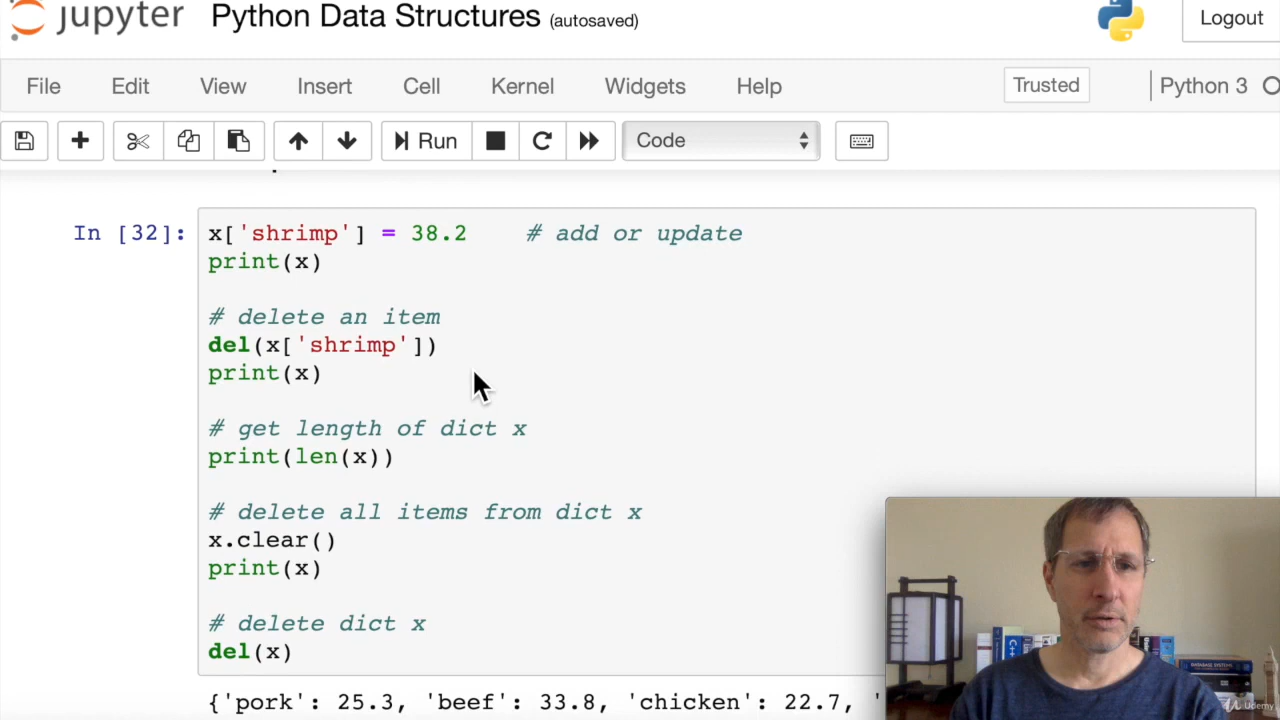 jupyter Python Data Structures (autosaved) Logout
File Edit View Insert Cell Kernel Widgets Help Trusted Python 3
Run Code
In [32]: x['shrimp'] = 38.2 # add or update
print(x)
# delete an item
del(x['shrimp'])
print(x)
# get length of dict x
print(len(x))
# delete all items from dict x
x.clear()
print(x)
# delete dict x
del(x)
{'pork': 25.3, 'beef': 33.8, 'chicken': 22.7, '
C++
DATABASE SYSTEMS
Udemy